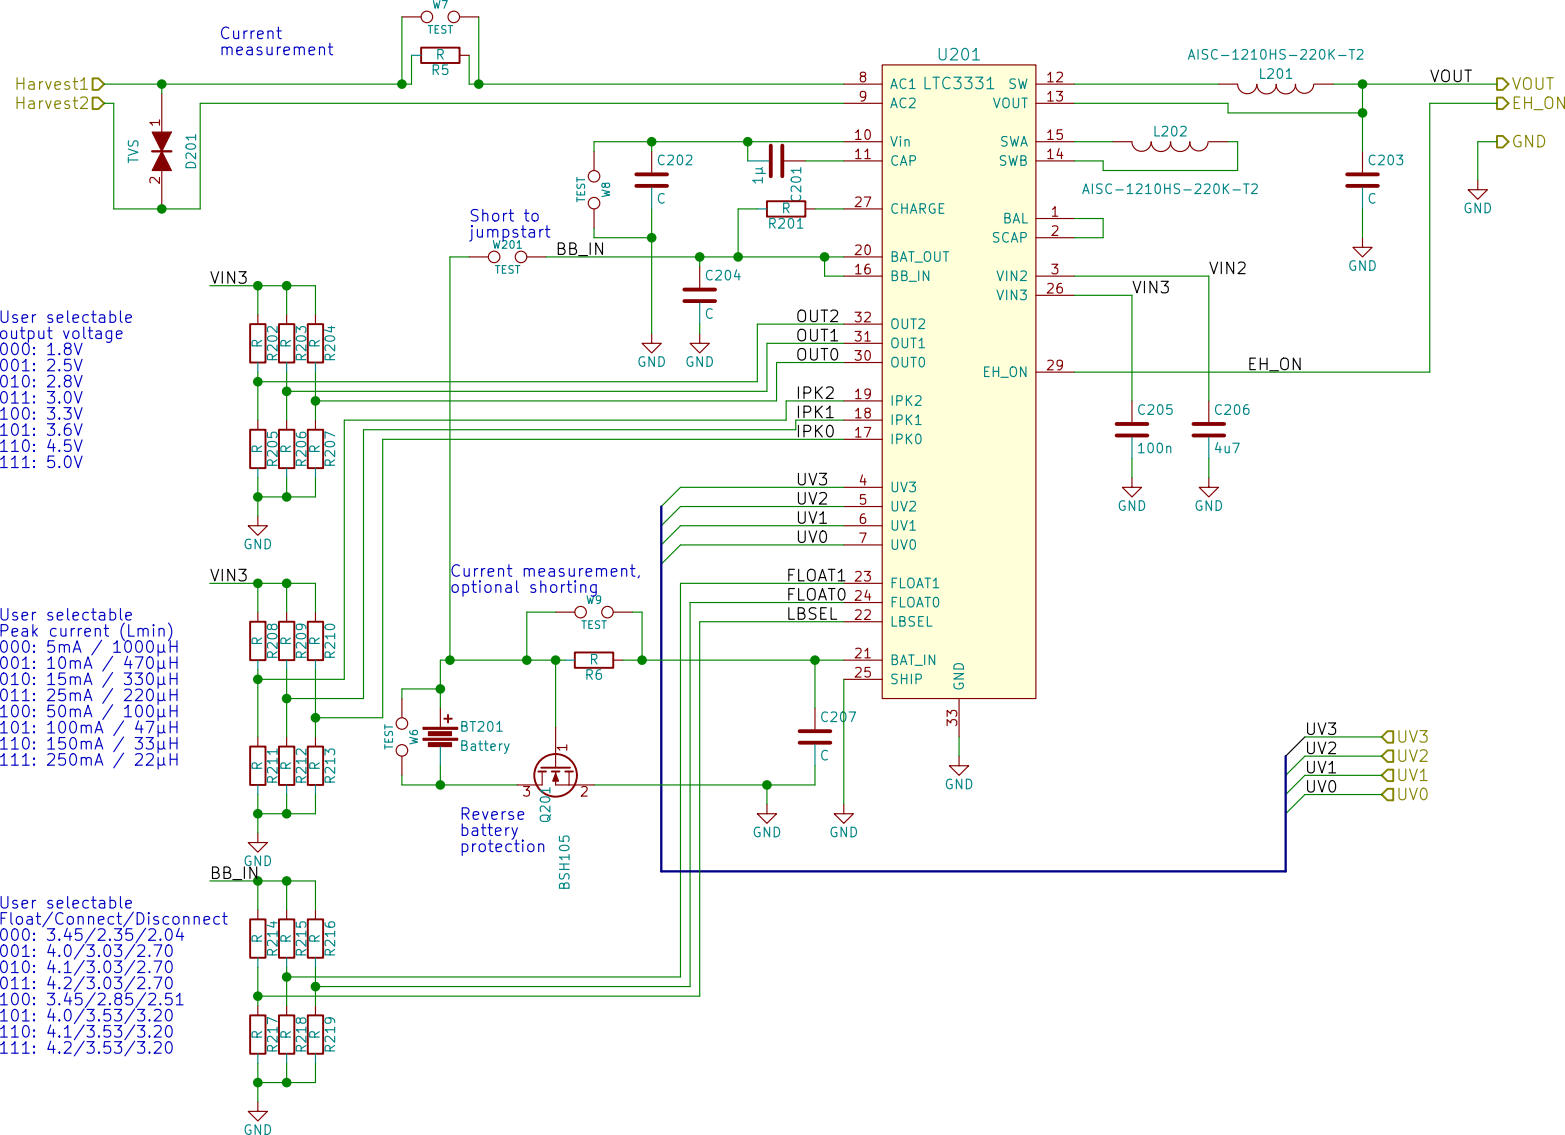 W7
TEST
R
R5
Current
measurement
Harvest1
Harvest2
TVS
1
2
D201
U201
LTC3331
8 AC1
9 AC2
10 Vin
11 CAP
27 CHARGE
20 BAT_OUT
16 BB_IN
OUT2 32 OUT2
OUT1 31 OUT1
OUT0 30 OUT0
IPK2 19 IPK2
IPK1 18 IPK1
IPK0 17 IPK0
UV3 4 UV3
UV2 5 UV2
UV1 6 UV1
UV0 7 UV0
FLOAT1 23 FLOAT1
FLOAT0 24 FLOAT0
LBSEL 22 LBSEL
21 BAT_IN
25 SHIP
GND
33
GND
SW 12
VOUT 13
SWA 15
SWB 14
BAL 1
SCAP 2
VIN2 3
VIN3 26
EH_ON 29
AISC-1210HS-220K-T2
L201
L202
AISC-1210HS-220K-T2
VOUT
VOUT
EH_ON
GND
GND
C203
C
GND
VIN2
VIN3
EH_ON
C205
100n
GND
C206
4u7
GND
TEST
W8
C202
C
1µ
C201
R
R201
Short to
jumpstart
W201
TEST
BB_IN
C204
C
GND
GND
VIN3
User selectable
output voltage
000: 1.8V
001: 2.5V
010: 2.8V
011: 3.0V
100: 3.3V
101: 3.6V
110: 4.5V
111: 5.0V
R R202
R R203
R R204
R R205
R R206
R R207
GND
VIN3
User selectable
Peak current (Lmin)
000: 5mA / 1000µH
001: 10mA / 470µH
010: 15mA / 330µH
011: 25mA / 220µH
100: 50mA / 100µH
101: 100mA / 47µH
110: 150mA / 33µH
111: 250mA / 22µH
R R208
R R209
R R210
R R211
R R212
R R213
GND
BB_IN
User selectable
Float/Connect/Disconnect
000: 3.45/2.35/2.04
001: 4.0/3.03/2.70
010: 4.1/3.03/2.70
011: 4.2/3.03/2.70
100: 3.45/2.85/2.51
101: 4.0/3.53/3.20
110: 4.1/3.53/3.20
111: 4.2/3.53/3.20
R R214
R R215
R R216
R R217
R R218
R R219
GND
Current measurement,
optional shorting
W9
TEST
R
R6
TEST
W6
+
BT201
Battery
1
3
2
Q201
BSH105
Reverse
battery
protection
C207
C
GND
GND
UV3 UV3
UV2 UV2
UV1 UV1
UV0 UV0